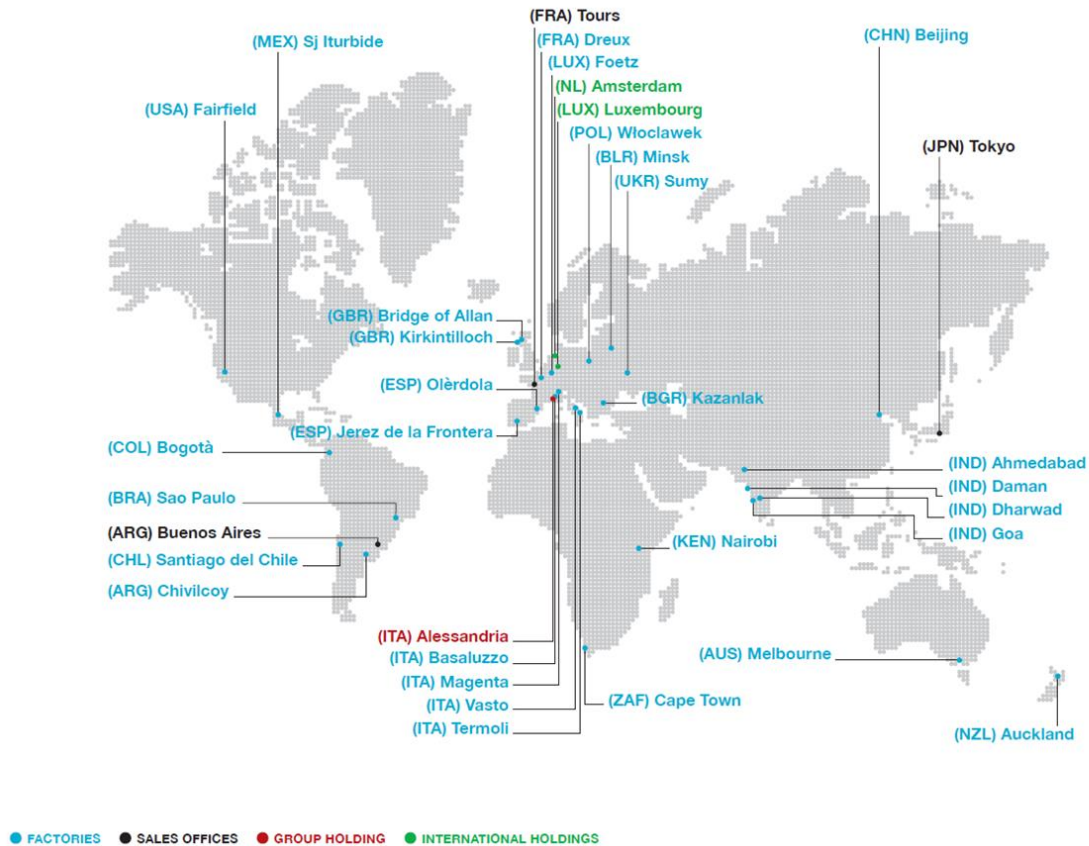 (FRA) Tours
(MEX) Sj Iturbide
(FRA) Dreux
(CHN) Beijing
(LUX) Foetz
(NL) Amsterdam
(USA) Fairfield
(LUX) Luxembourg
(POL) Włoclawek
(JPN) Tokyo
(BLR) Minsk
(UKR) Sumy
(GBR) Bridge of Allan
(GBR) Kirkintilloch
(ESP) Olèrdola
(BGR) Kazanlak
(ESP) Jerez de la Frontera
(COL) Bogotà
(IND) Ahmedabad
(IND) Daman
(BRA) Sao Paulo
(IND) Dharwad
(ARG) Buenos Aires
(IND) Goa
(KEN) Nairobi
(CHL) Santiago del Chile
(ARG) Chivilcoy
(ITA) Alessandria
(ITA) Basaluzzo
(AUS) Melbourne
(ITA) Magenta
(ITA) Vasto
(ZAF) Cape Town
(ITA) Termoli
(NZL) Auckland
FACTORIES SALES OFFICES GROUP HOLDING INTERNATIONAL HOLDINGS